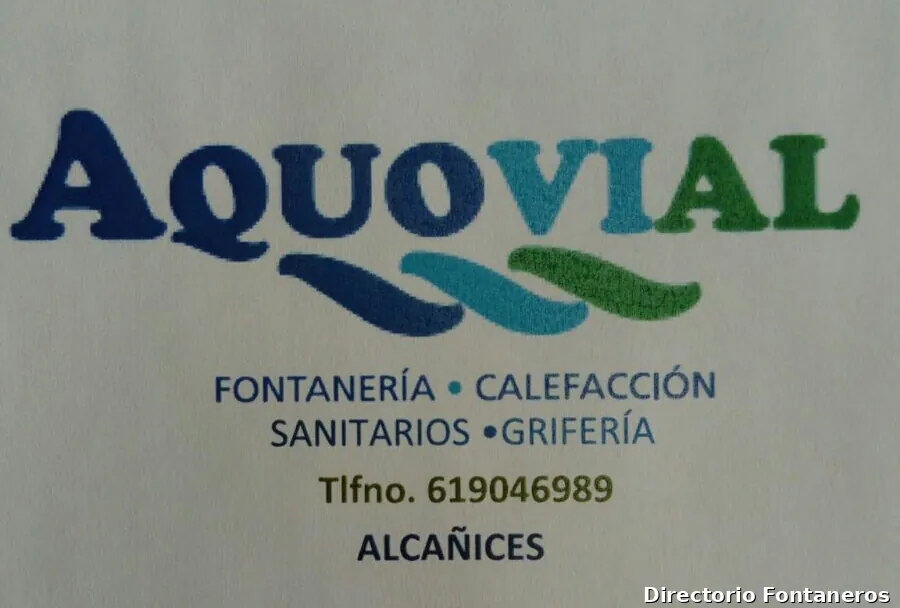 AQUOVIAL
FONTANERÍA • CALEFACCIÓN
SANITARIOS •GRIFERÍA
Tlfno. 619046989
ALCAÑICES
Directorio Fontaneros